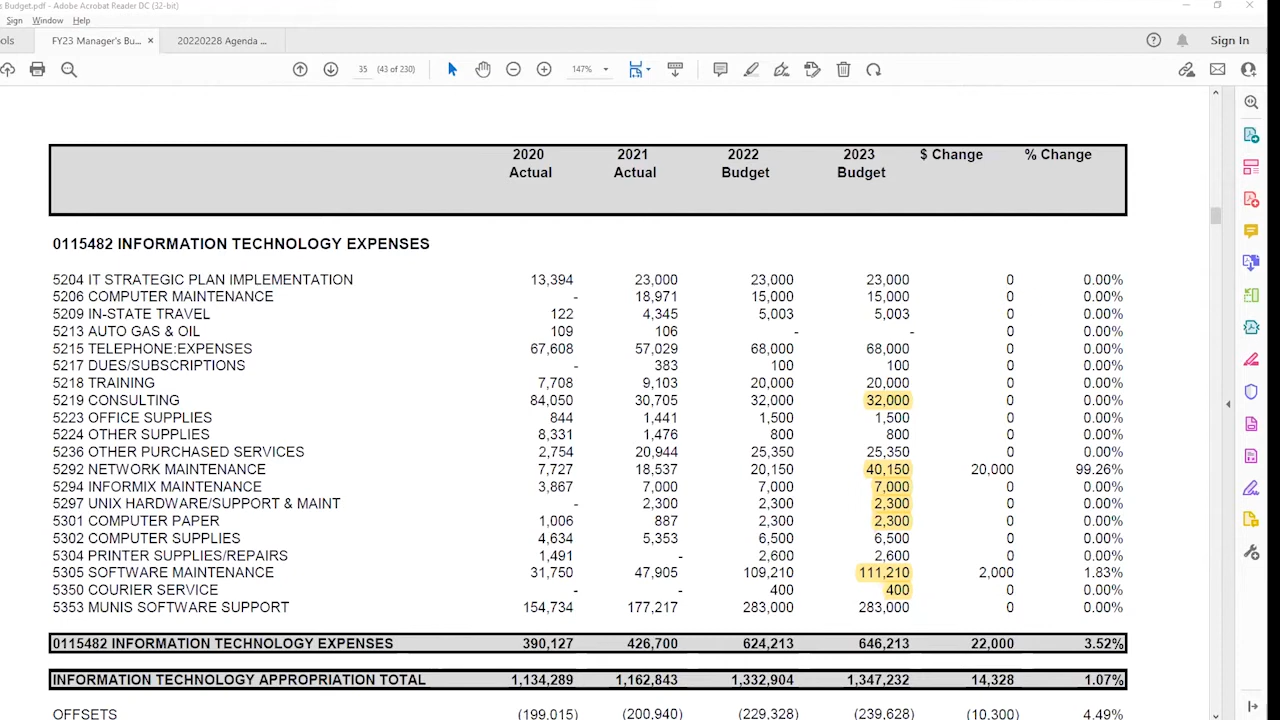 s Budget.pdf - Adobe Acrobat Reader DC (32-bit)
Sign Window Help
ols FY23 Manager's Bu... × 20220228 Agenda ... Sign In
35 (43 of 230) 147%
2020 2021 2022 2023 $ Change % Change
Actual Actual Budget Budget
0115482 INFORMATION TECHNOLOGY EXPENSES
5204 IT STRATEGIC PLAN IMPLEMENTATION 13,394 23,000 23,000 23,000 0 0.00%
5206 COMPUTER MAINTENANCE - 18,971 15,000 15,000 0 0.00%
5209 IN-STATE TRAVEL 122 4,345 5,003 5,003 0 0.00%
5213 AUTO GAS & OIL 109 106 - - 0 0.00%
5215 TELEPHONE:EXPENSES 67,608 57,029 68,000 68,000 0 0.00%
5217 DUES/SUBSCRIPTIONS - 383 100 100 0 0.00%
5218 TRAINING 7,708 9,103 20,000 20,000 0 0.00%
5219 CONSULTING 84,050 30,705 32,000 32,000 0 0.00%
5223 OFFICE SUPPLIES 844 1,441 1,500 1,500 0 0.00%
5224 OTHER SUPPLIES 8,331 1,476 800 800 0 0.00%
5236 OTHER PURCHASED SERVICES 2,754 20,944 25,350 25,350 0 0.00%
5292 NETWORK MAINTENANCE 7,727 18,537 20,150 40,150 20,000 99.26%
5294 INFORMIX MAINTENANCE 3,867 7,000 7,000 7,000 0 0.00%
5297 UNIX HARDWARE/SUPPORT & MAINT - 2,300 2,300 2,300 0 0.00%
5301 COMPUTER PAPER 1,006 887 2,300 2,300 0 0.00%
5302 COMPUTER SUPPLIES 4,634 5,353 6,500 6,500 0 0.00%
5304 PRINTER SUPPLIES/REPAIRS 1,491 - 2,600 2,600 0 0.00%
5305 SOFTWARE MAINTENANCE 31,750 47,905 109,210 111,210 2,000 1.83%
5350 COURIER SERVICE - - 400 400 0 0.00%
5353 MUNIS SOFTWARE SUPPORT 154,734 177,217 283,000 283,000 0 0.00%
0115482 INFORMATION TECHNOLOGY EXPENSES 390,127 426,700 624,213 646,213 22,000 3.52%
INFORMATION TECHNOLOGY APPROPRIATION TOTAL 1,134,289 1,162,843 1,332,904 1,347,232 14,328 1.07%
OFFSETS (199,015) (200,940) (229,328) (239,628) (10,300) 4.49%